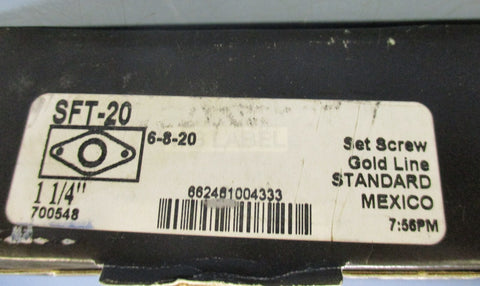 SFT-20
6-8-20
1 1/4"
700548
662461004333
Set Screw
Gold Line
STANDARD
MEXICO
7:56PM